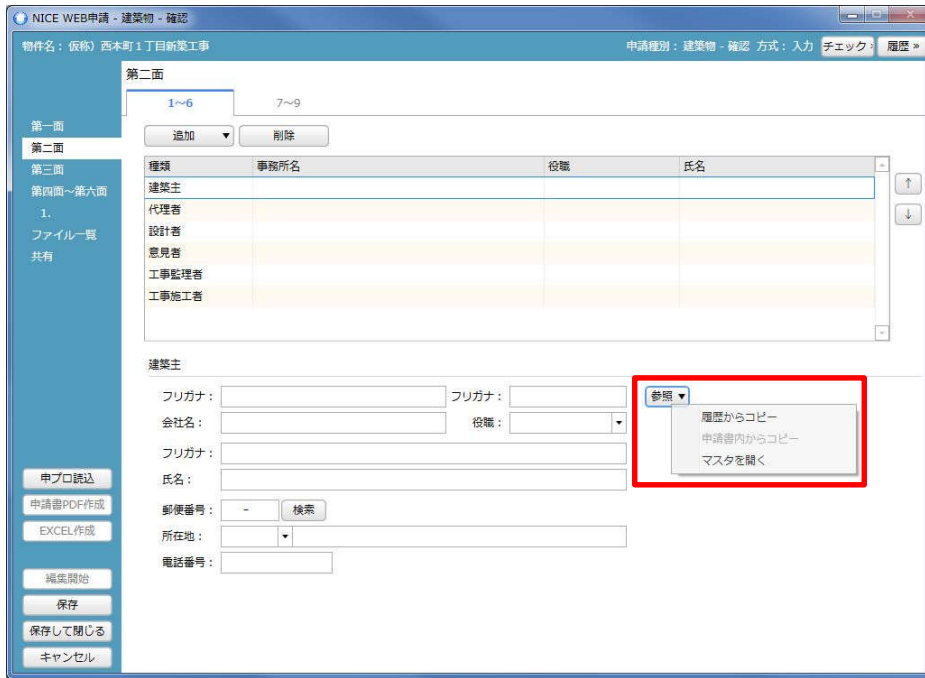 NICE WEB申請 - 建築物 - 確認
物件名： 仮称）西本町１丁目新築工事
申請種別： 建築物 - 確認 方式： 入力
チェック»
履歴 »
第二面
1～6
7～9
追加 ▼
削除
第一面
第二面
第三面
第四面～第六面
1.
ファイル一覧
共有
種類 事務所名 役職 氏名
建築主
代理者
設計者
意見者
工事監理者
工事施工者
↑
↓
建築主
フリガナ： フリガナ： 参照 ▼
会社名： 役職：
履歴からコピー
申請書内からコピー
マスタを開く
フリガナ：
氏名：
郵便番号： - 検索
所在地：
電話番号：
申プロ読込
申請書PDF作成
EXCEL作成
編集開始
保存
保存して閉じる
キャンセル